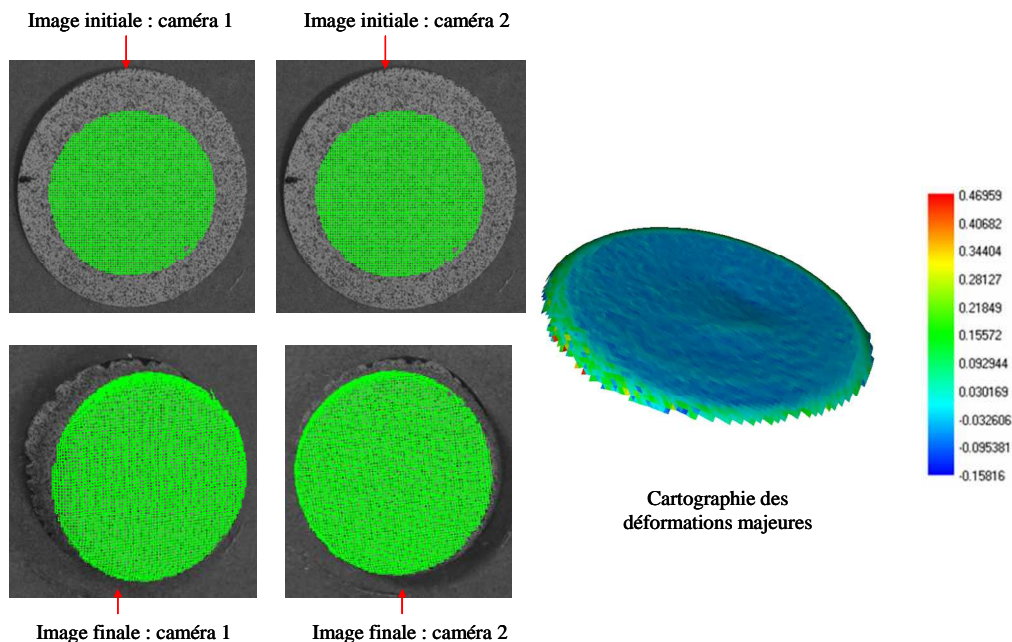 Image initiale : caméra 1
Image initiale : caméra 2
0.46959
0.40682
0.34404
0.28127
0.21849
0.15572
0.092944
0.030169
-0.032606
-0.095381
-0.15816
Cartographie des
déformations majeures
Image finale : caméra 1
Image finale : caméra 2